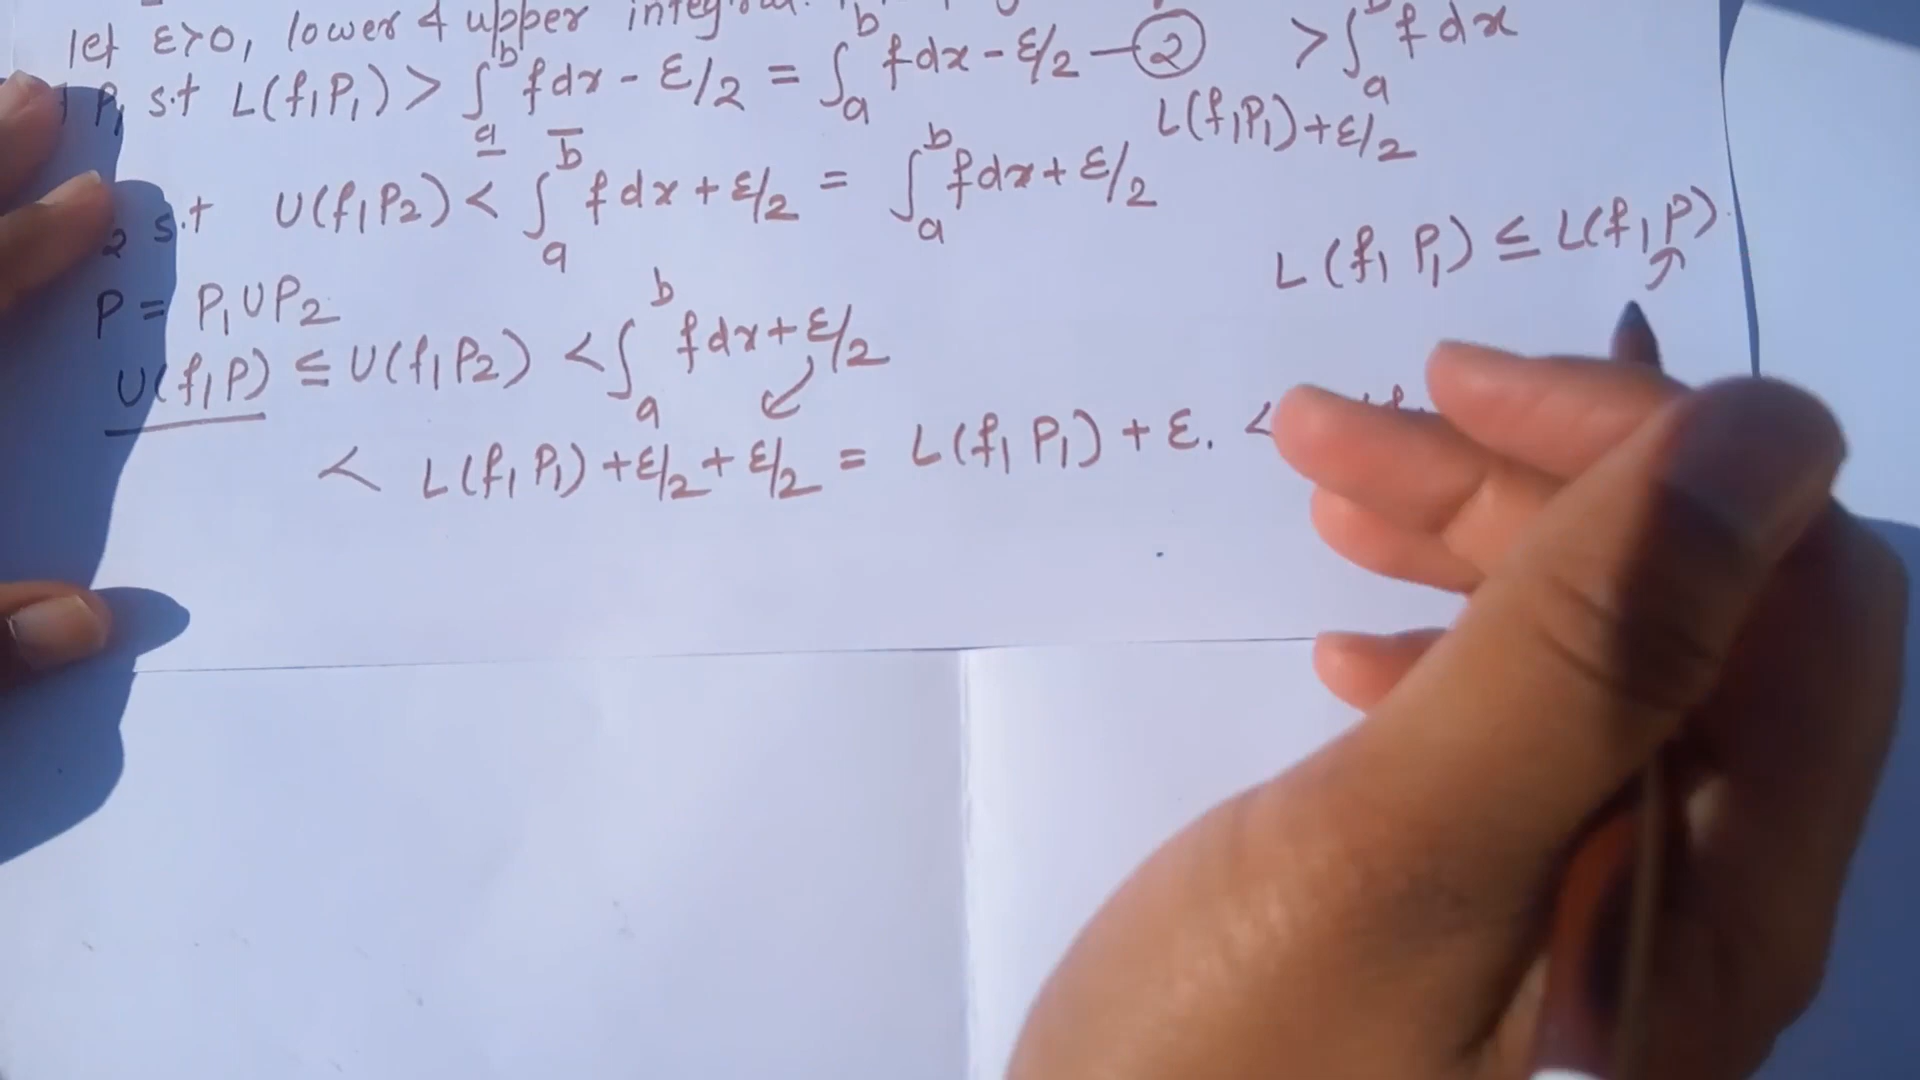 let ε>0, lower & upper integral
P₁ s.t L(f,P₁) > ∫_a^b f dx - ε/2 = ∫_a^b f dx - ε/2 — ② > ∫_a^b f dx
L(f,P₁)+ε/2
2 s.t U(f,P₂) < ∫_a^b̄ f dx + ε/2 = ∫_a^b f dx + ε/2
L(f, P₁) ≤ L(f,P)
P = P₁∪P₂
U(f,P) ≤ U(f,P₂) < ∫_a^b f dx + ε/2
< L(f,P₁) + ε/2 + ε/2 = L(f,P₁) + ε. <